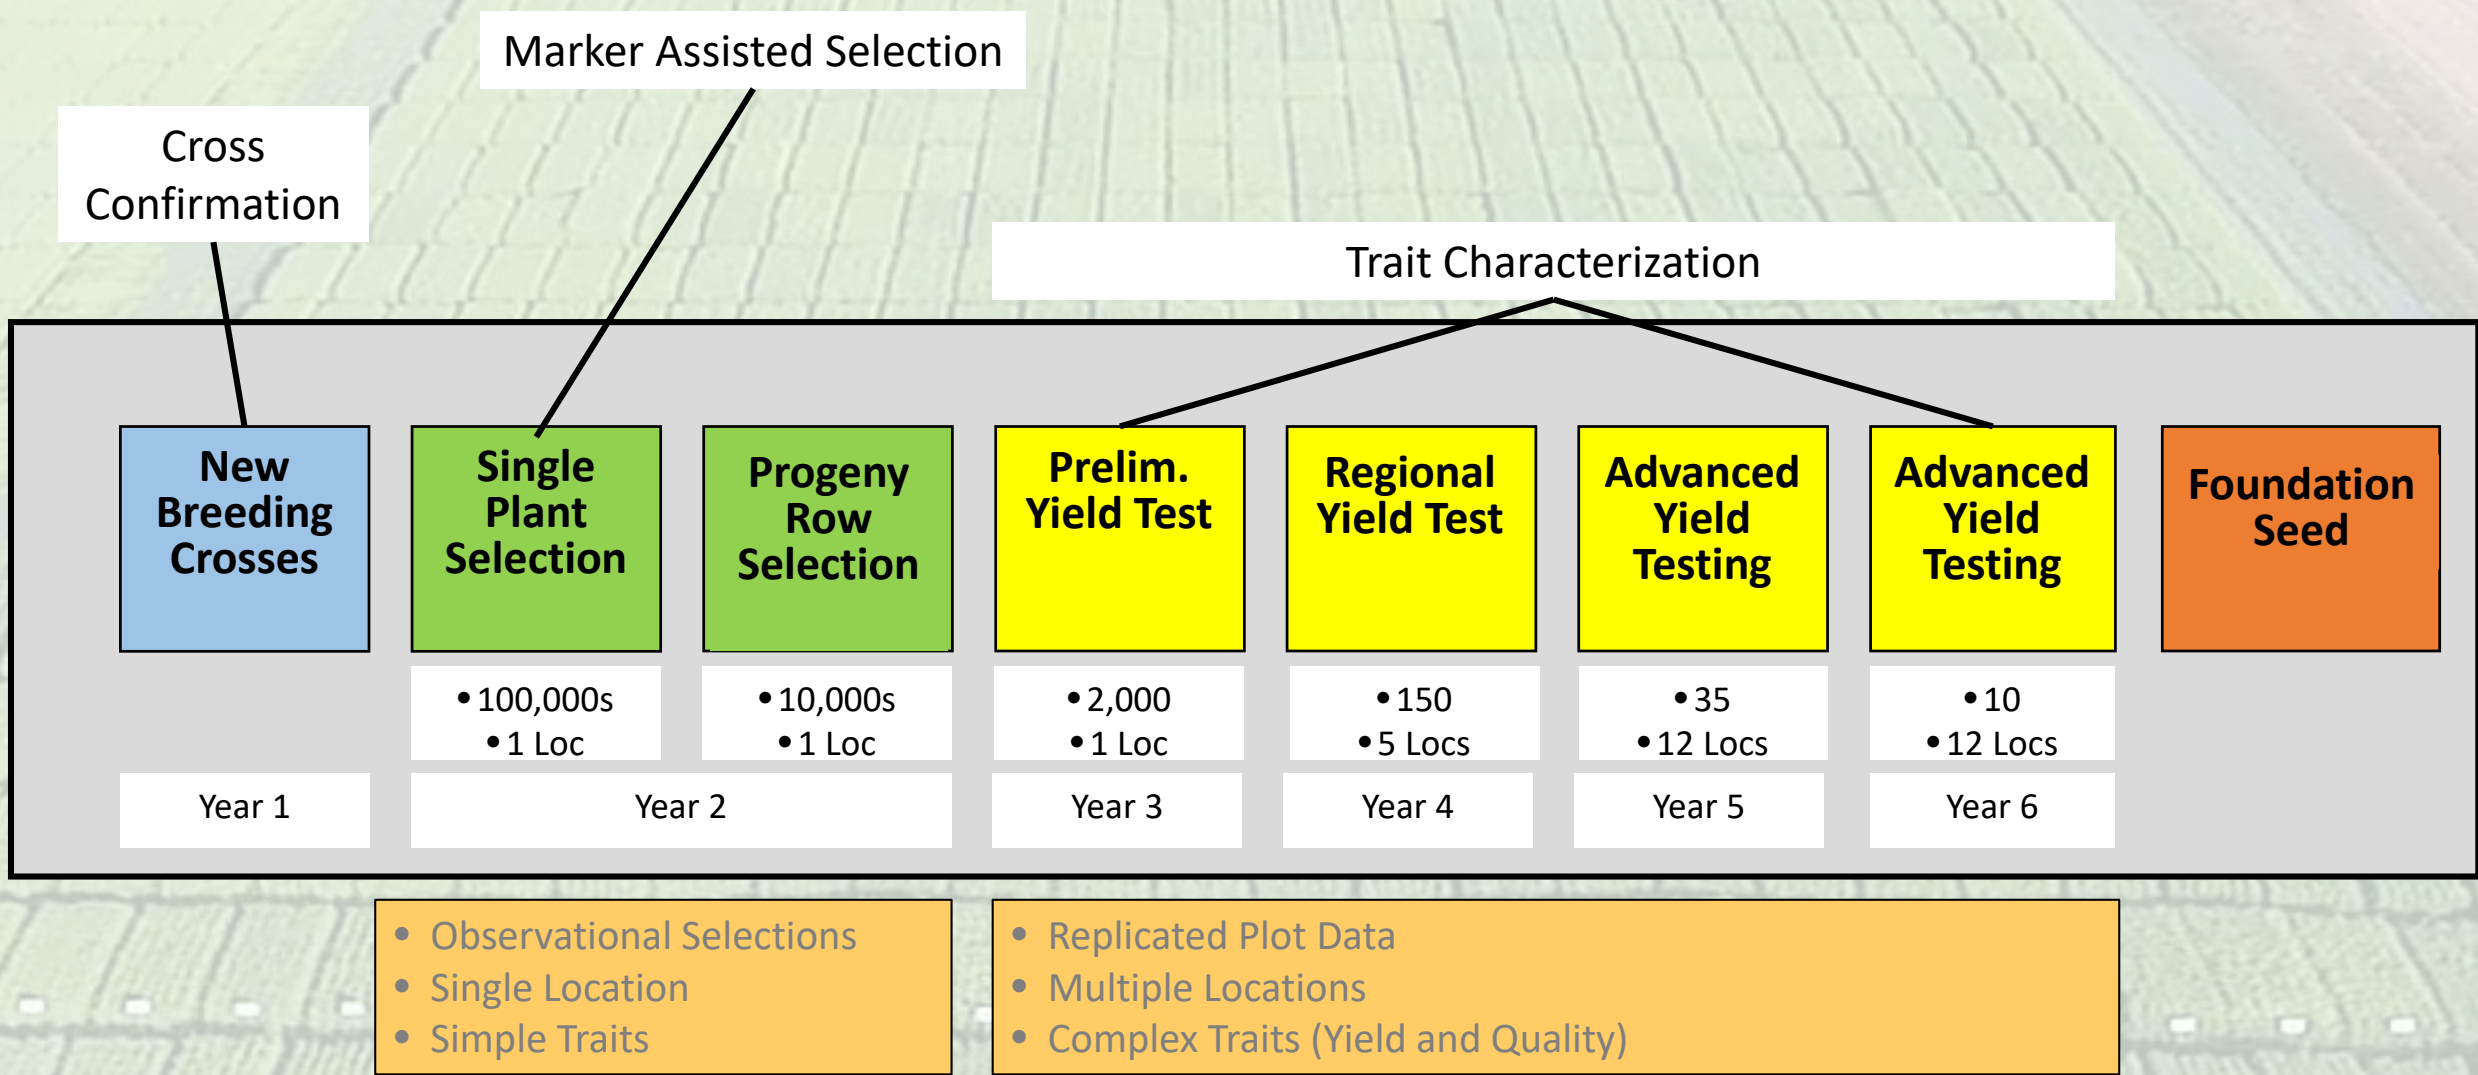 Marker Assisted Selection
Cross
Confirmation
Trait Characterization
New
Breeding
Crosses
Single
Plant
Selection
Progeny
Row
Selection
Prelim.
Yield Test
Regional
Yield Test
Advanced
Yield
Testing
Advanced
Yield
Testing
Foundation
Seed
• 100,000s
• 1 Loc
• 10,000s
• 1 Loc
• 2,000
• 1 Loc
• 150
• 5 Locs
• 35
• 12 Locs
• 10
• 12 Locs
Year 1
Year 2
Year 3
Year 4
Year 5
Year 6
• Observational Selections
• Single Location
• Simple Traits
• Replicated Plot Data
• Multiple Locations
• Complex Traits (Yield and Quality)